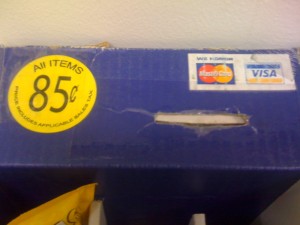 All ITEMS
85¢
PRICE INCLUDES APPLICABLE SALES TAX
MasterCard
VISA